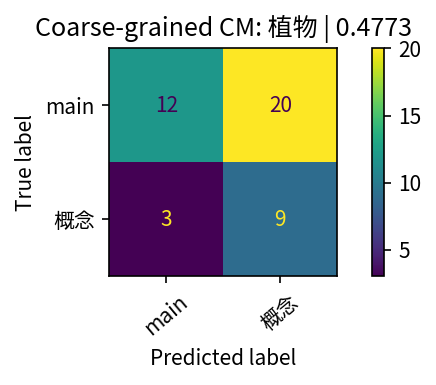 Coarse-grained CM: 植物 | 0.4773
True label
main
概念
12
20
3
9
main
概念
Predicted label
20
15
10
5